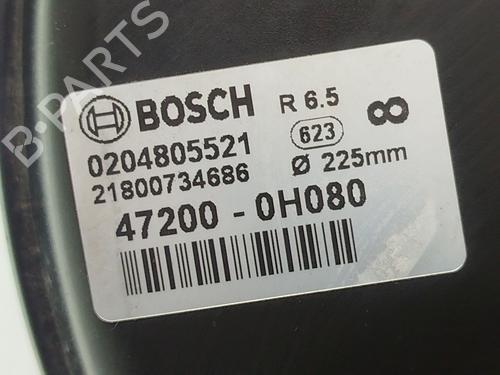 B-PARTS
BOSCH R 6.5 ∞
0204805521 623
21800734686 Ø 225mm
47200 - 0H080